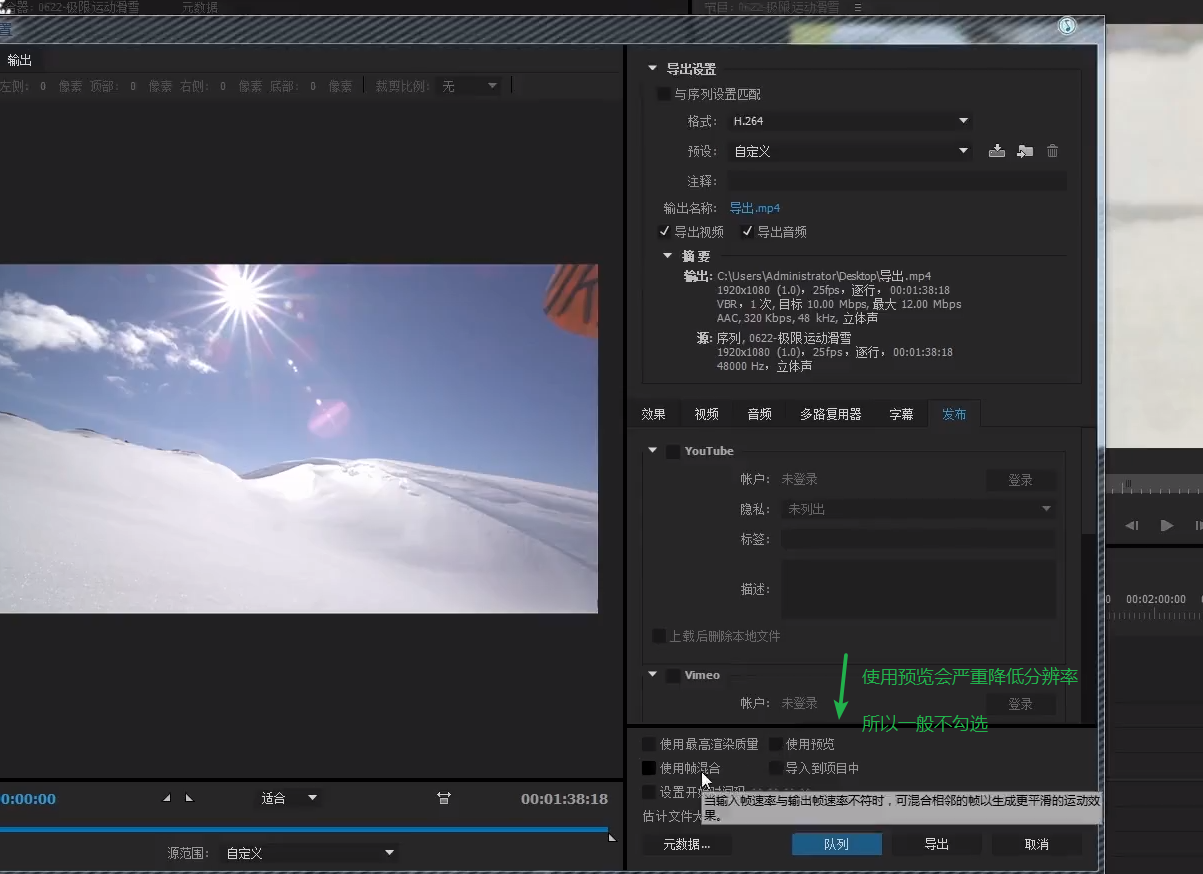 合器：0622-极限运动滑雪 元数据 节目：0622-极限运动滑雪
置
输出
左侧： 0 像素 顶部： 0 像素 右侧： 0 像素 底部： 0 像素 裁剪比例： 无
导出设置
与序列设置匹配
格式： H.264
预设： 自定义
注释：
输出名称： 导出.mp4
导出视频 导出音频
摘要
输出: C:\Users\Administrator\Desktop\导出.mp4
1920x1080 (1.0)，25fps，逐行，00:01:38:18
VBR，1 次, 目标 10.00 Mbps, 最大 12.00 Mbps
AAC, 320 Kbps, 48 kHz, 立体声
源: 序列, 0622-极限运动滑雪
1920x1080 (1.0)，25fps，逐行，00:01:38:18
48000 Hz，立体声
效果 视频 音频 多路复用器 字幕 发布
YouTube
帐户： 未登录 登录
隐私： 未列出
标签：
描述：
上载后删除本地文件
Vimeo
帐户： 未登录 登录
使用预览会严重降低分辨率
所以一般不勾选
使用最高渲染质量 使用预览
使用帧混合 导入到项目中
设置开始时间码
当输入帧速率与输出帧速率不符时，可混合相邻的帧以生成更平滑的运动效果。
估计文件大
元数据... 队列 导出 取消
0:00:00 适合 00:01:38:18
源范围： 自定义
0 00:02:00:00